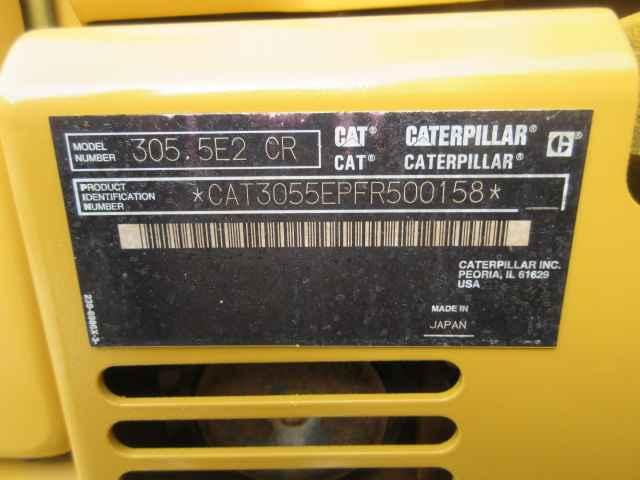 MODEL NUMBER 305.5E2 CR
CAT® CATERPILLAR® C
CAT® CATERPILLAR®
PRODUCT IDENTIFICATION NUMBER *CAT3055EPFR500158*
CATERPILLAR INC.
PEORIA, IL 61629
USA
MADE IN
JAPAN